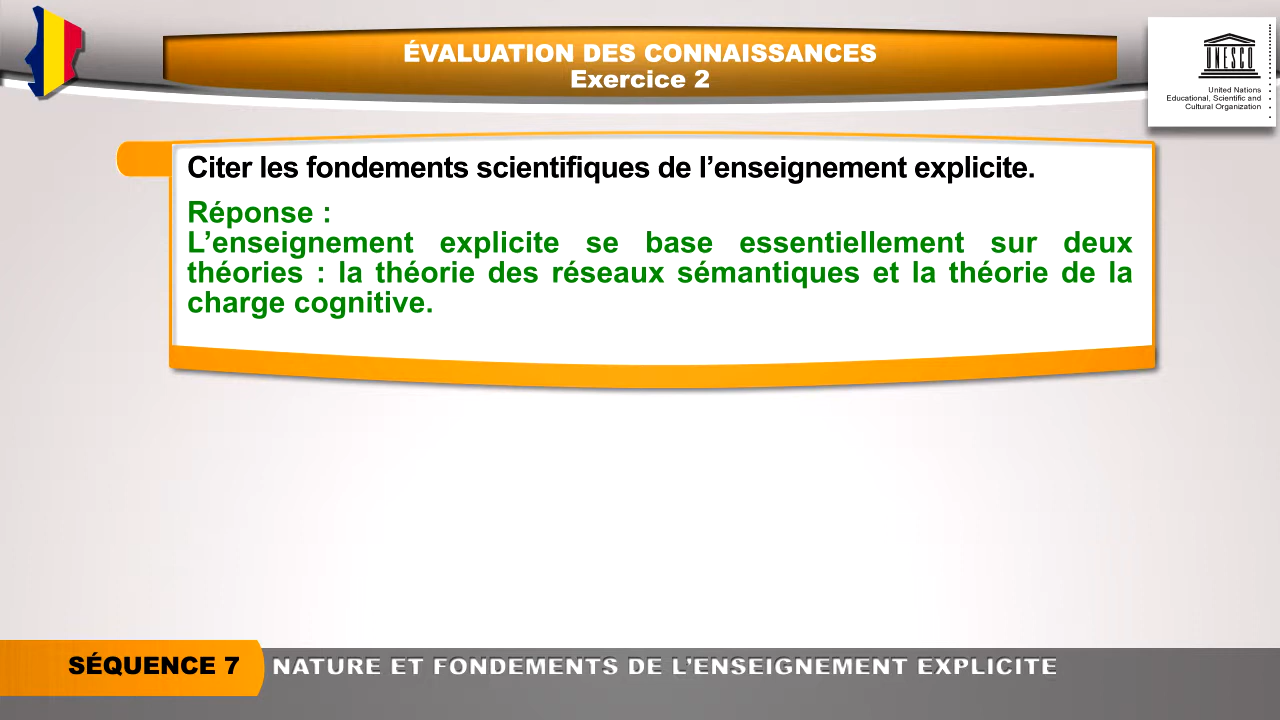 ÉVALUATION DES CONNAISSANCES
Exercice 2
UNESCO
United Nations
Educational, Scientific and
Cultural Organization
Citer les fondements scientifiques de l’enseignement explicite.
Réponse :
L’enseignement explicite se base essentiellement sur deux
théories : la théorie des réseaux sémantiques et la théorie de la
charge cognitive.
SÉQUENCE 7
NATURE ET FONDEMENTS DE L’ENSEIGNEMENT EXPLICITE